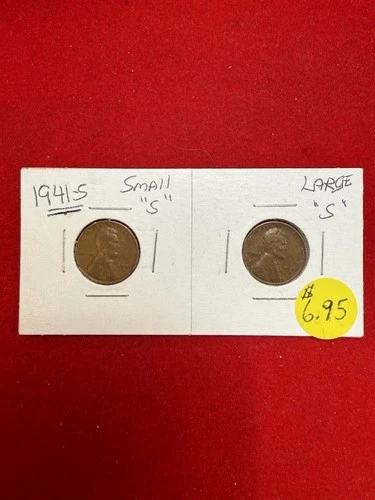 1941-S
SMAll
"S"
LARGE
"S"
$
6.95